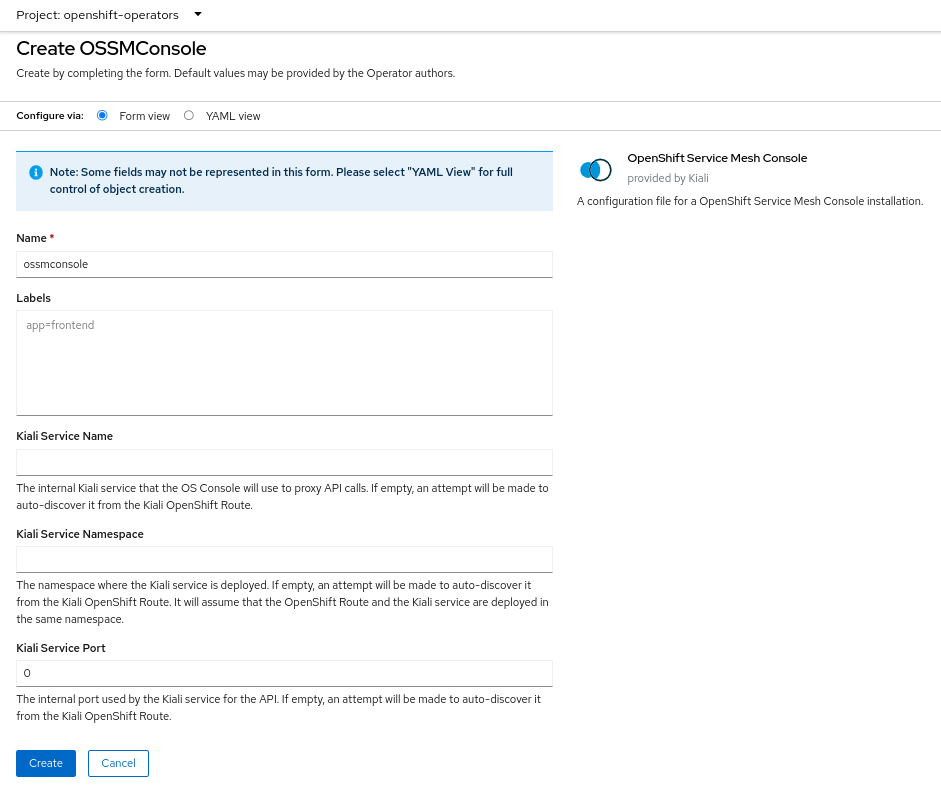 Project: openshift-operators
Create OSSMConsole
Create by completing the form. Default values may be provided by the Operator authors.
Configure via: Form view YAML view
Note: Some fields may not be represented in this form. Please select "YAML View" for full
control of object creation.
OpenShift Service Mesh Console
provided by Kiali
A configuration file for a OpenShift Service Mesh Console installation.
Name *
ossmconsole
Labels
app=frontend
Kiali Service Name
The internal Kiali service that the OS Console will use to proxy API calls. If empty, an attempt will be made to
auto-discover it from the Kiali OpenShift Route.
Kiali Service Namespace
The namespace where the Kiali service is deployed. If empty, an attempt will be made to auto-discover it
from the Kiali OpenShift Route. It will assume that the OpenShift Route and the Kiali service are deployed in
the same namespace.
Kiali Service Port
0
The internal port used by the Kiali service for the API. If empty, an attempt will be made to auto-discover it
from the Kiali OpenShift Route.
Create Cancel